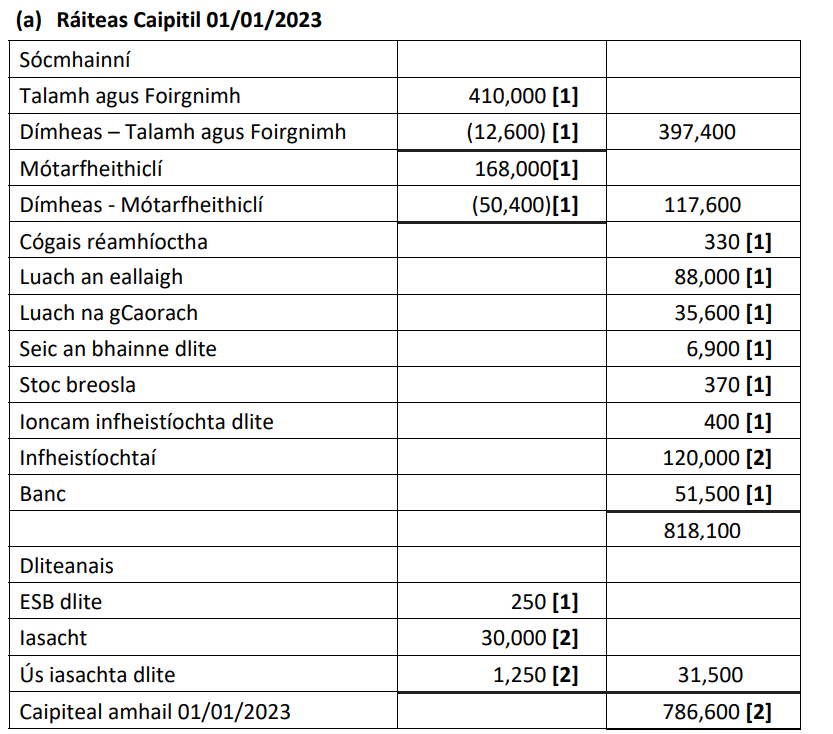 (a) Ráiteas Caipitil 01/01/2023
Sócmhainní
Talamh agus Foirgnimh 410,000 [1]
Dímheas – Talamh agus Foirgnimh (12,600) [1] 397,400
Mótarfheithiclí 168,000[1]
Dímheas - Mótarfheithiclí (50,400)[1] 117,600
Cógais réamhíoctha 330 [1]
Luach an eallaigh 88,000 [1]
Luach na gCaorach 35,600 [1]
Seic an bhainne dlite 6,900 [1]
Stoc breosla 370 [1]
Ioncam infheistíochta dlite 400 [1]
Infheistíochtaí 120,000 [2]
Banc 51,500 [1]
818,100
Dliteanais
ESB dlite 250 [1]
Iasacht 30,000 [2]
Ús iasachta dlite 1,250 [2] 31,500
Caipiteal amhail 01/01/2023 786,600 [2]